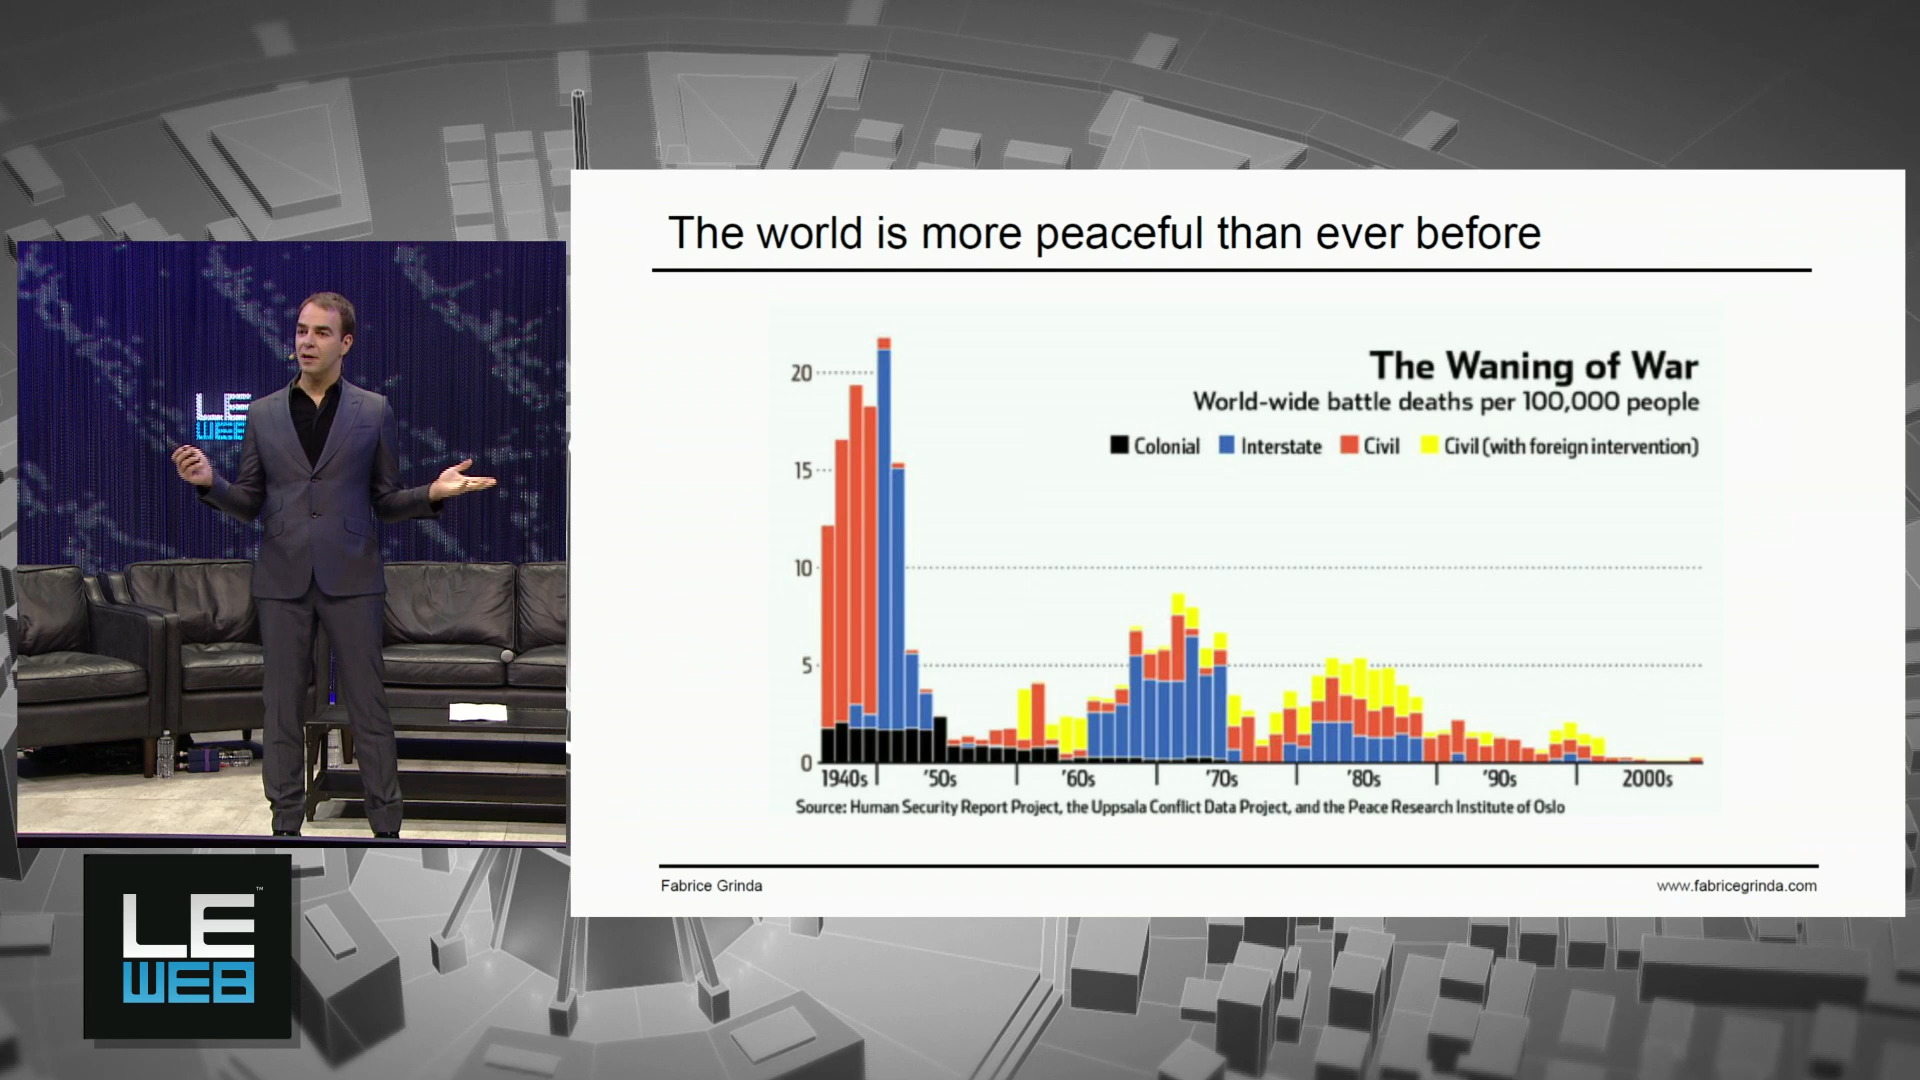 The world is more peaceful than ever before
The Waning of War
World-wide battle deaths per 100,000 people
Colonial Interstate Civil Civil (with foreign intervention)
20
15
10
5
0
1940s '50s '60s '70s '80s '90s 2000s
Source: Human Security Report Project, the Uppsala Conflict Data Project, and the Peace Research Institute of Oslo
Fabrice Grinda www.fabricegrinda.com
LE
WEB
LE™
WEB